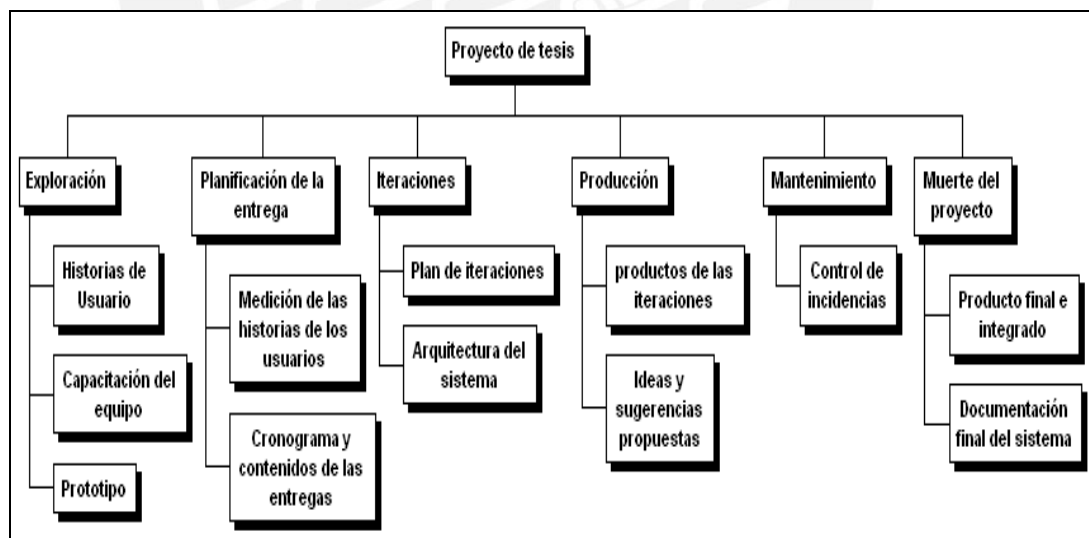 Proyecto de tesis
Exploración
Historias de
Usuario
Capacitación del
equipo
Prototipo
Planificación de la
entrega
Medición de las
historias de los
usuarios
Cronograma y
contenidos de las
entregas
Iteraciones
Plan de iteraciones
Arquitectura del
sistema
Producción
productos de las
iteraciones
Ideas y
sugerencias
propuestas
Mantenimiento
Control de
incidencias
Muerte del
proyecto
Producto final e
integrado
Documentación
final del sistema